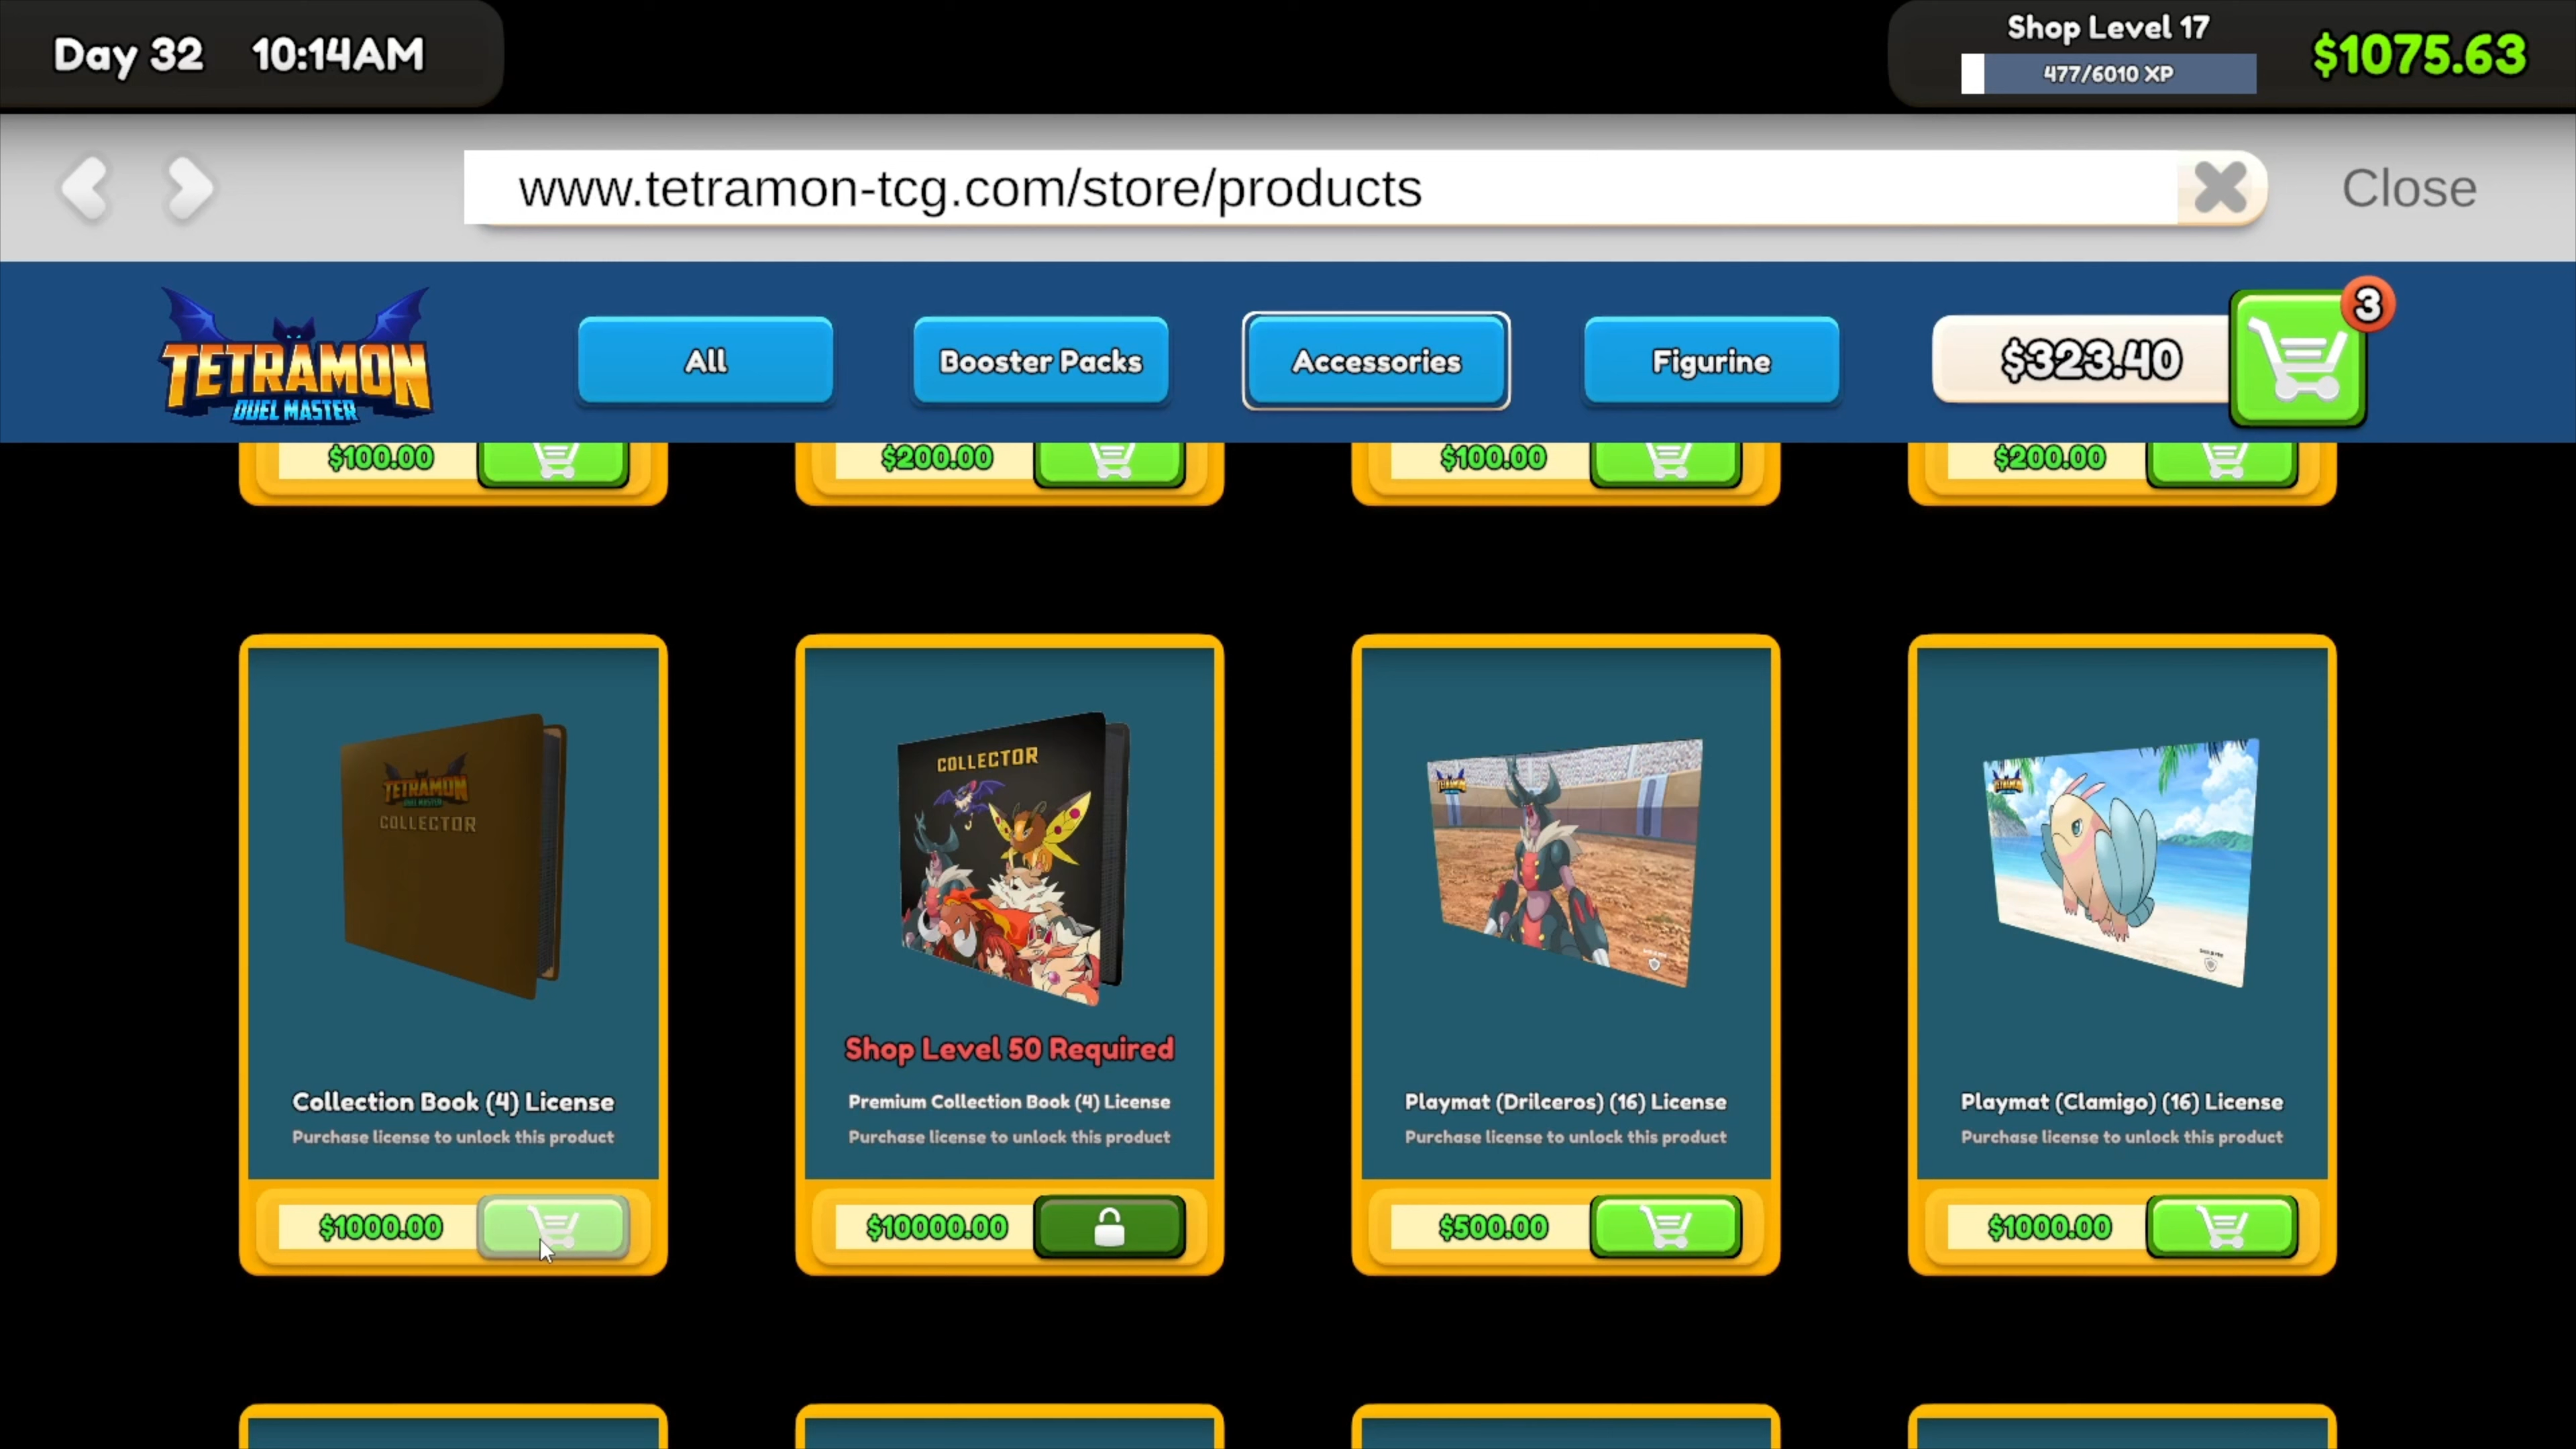 Day 32 10:14AM
Shop Level 17
477/6010 XP
$1075.63
www.tetramon-tcg.com/store/products
Close
TETRAMON
DUEL MASTER
All
Booster Packs
Accessories
Figurine
$323.40
3
$100.00
$200.00
$100.00
$200.00
TETRAMON
DUEL MASTER
COLLECTOR
Collection Book (4) License
Purchase license to unlock this product
$1000.00
COLLECTOR
Shop Level 50 Required
Premium Collection Book (4) License
Purchase license to unlock this product
$10000.00
TETRAMON
Playmat (Drilceros) (16) License
Purchase license to unlock this product
$500.00
TETRAMON
Playmat (Clamigo) (16) License
Purchase license to unlock this product
$1000.00